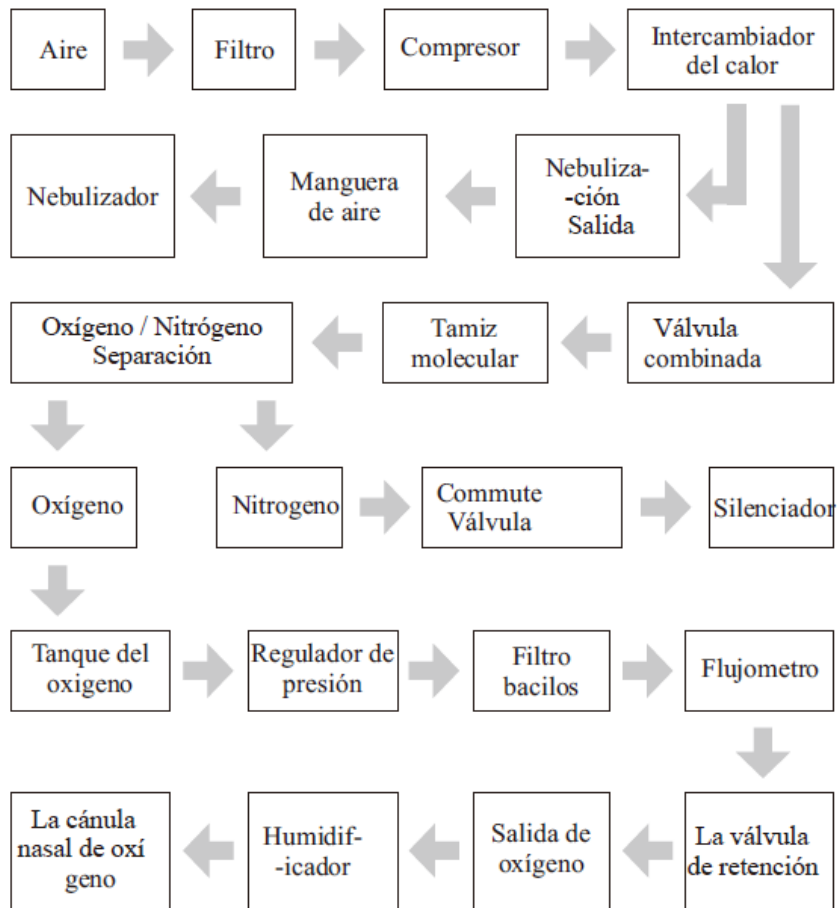 Aire
Filtro
Compresor
Intercambiador
del calor
Nebulizador
Manguera
de aire
Nebuliza-
-ción
Salida
Oxígeno / Nitrógeno
Separación
Tamiz
molecular
Válvula
combinada
Oxígeno
Nitrogeno
Commute
Válvula
Silenciador
Tanque del
oxigeno
Regulador de
presión
Filtro
bacilos
Flujometro
La cánula
nasal de oxí
geno
Humidif-
-icador
Salida de
oxígeno
La válvula
de retención